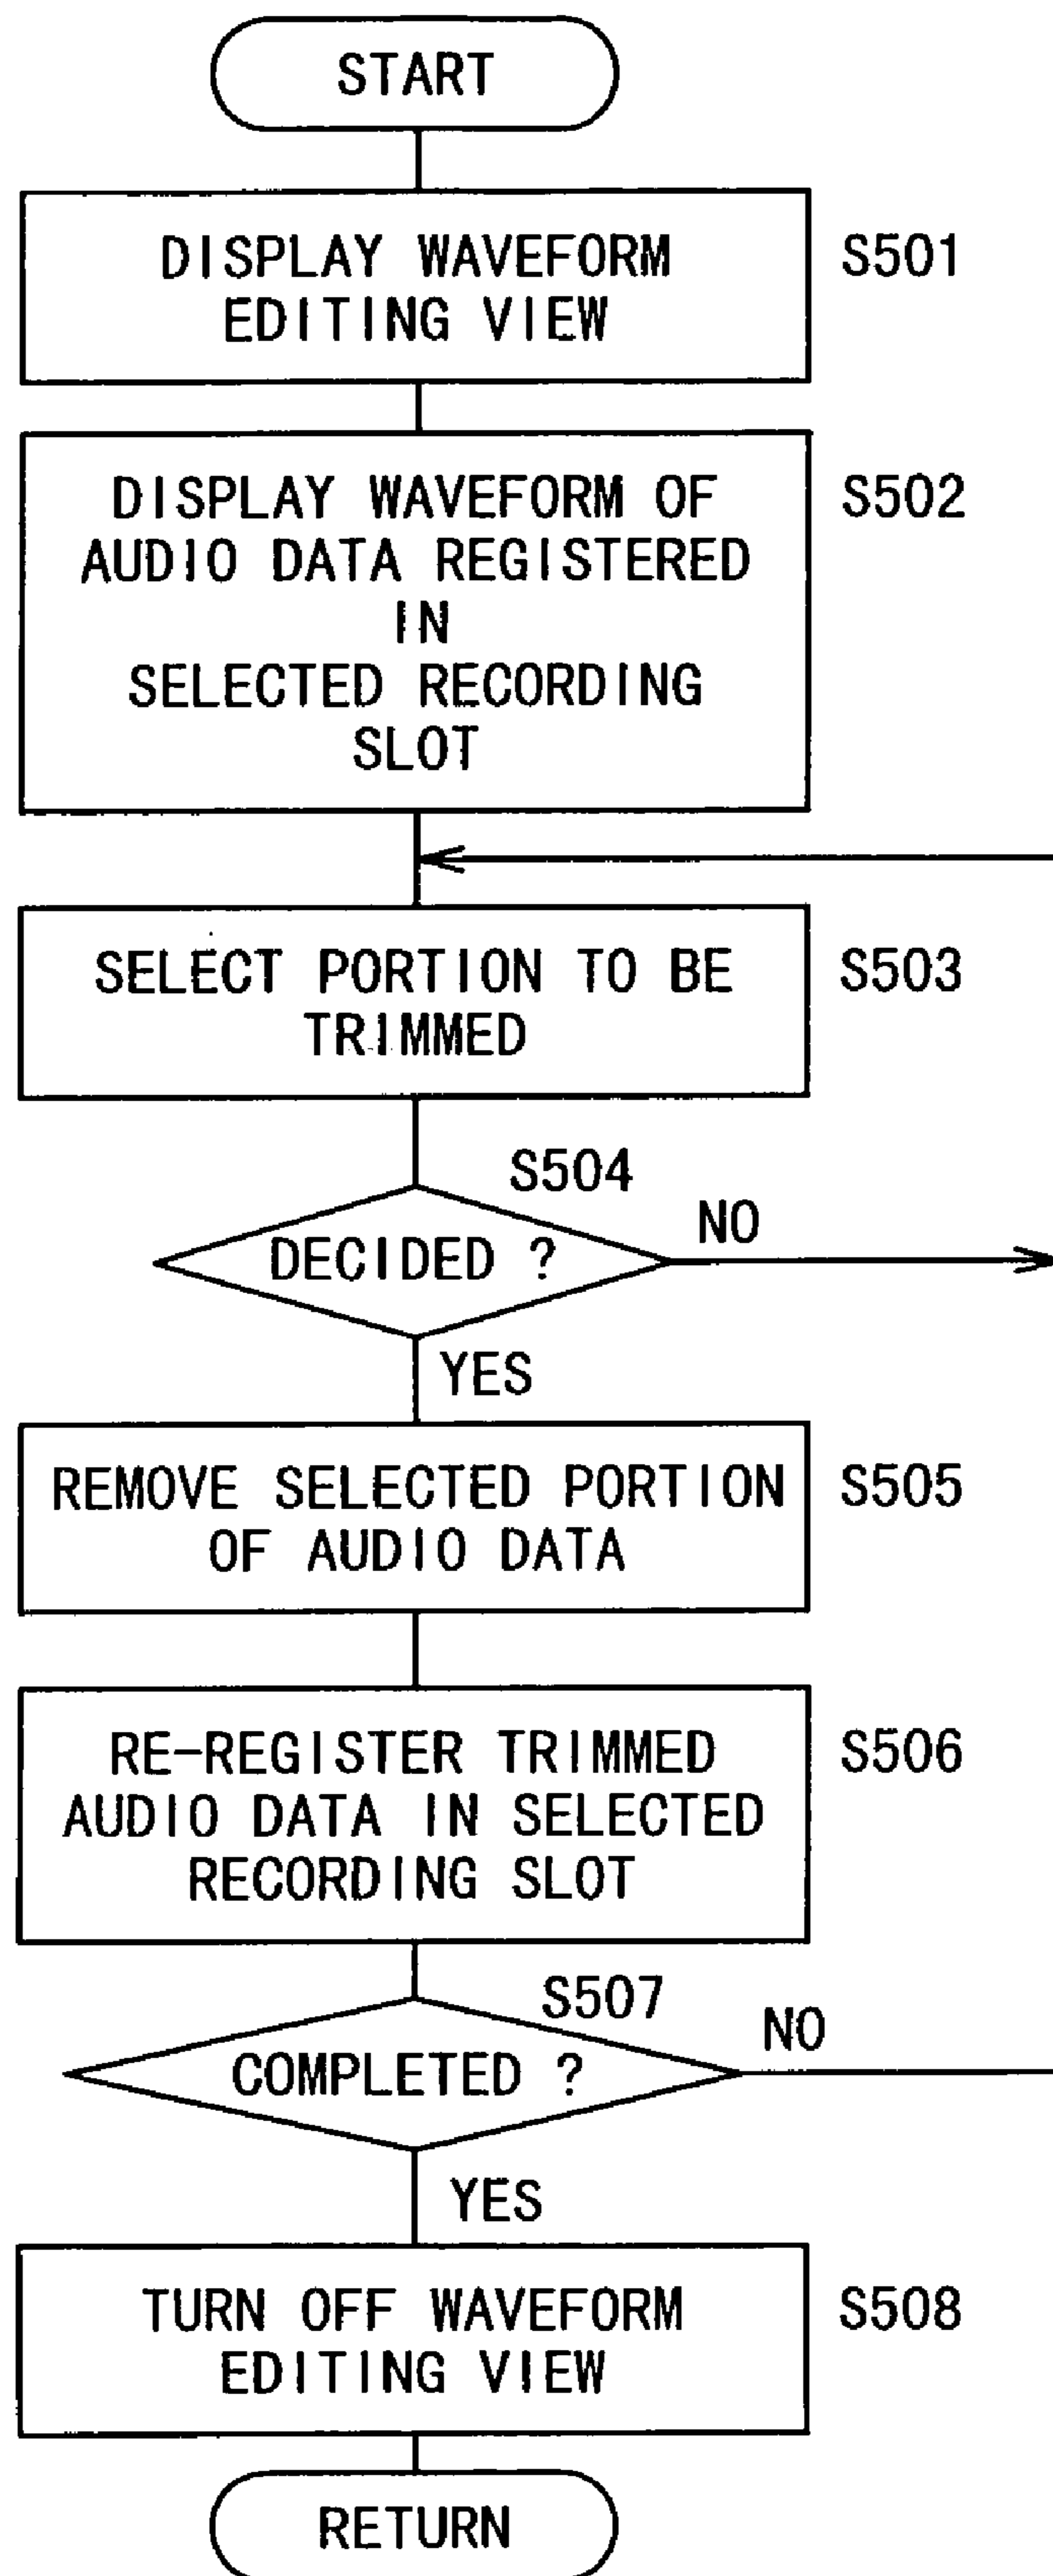 START
DISPLAY WAVEFORM
EDITING VIEW
S501
DISPLAY WAVEFORM OF
AUDIO DATA REGISTERED
IN
SELECTED RECORDING
SLOT
S502
SELECT PORTION TO BE
TRIMMED
S503
S504
DECIDED ?
NO
YES
REMOVE SELECTED PORTION
OF AUDIO DATA
S505
RE-REGISTER TRIMMED
AUDIO DATA IN SELECTED
RECORDING SLOT
S506
S507
COMPLETED ?
NO
YES
TURN OFF WAVEFORM
EDITING VIEW
S508
RETURN